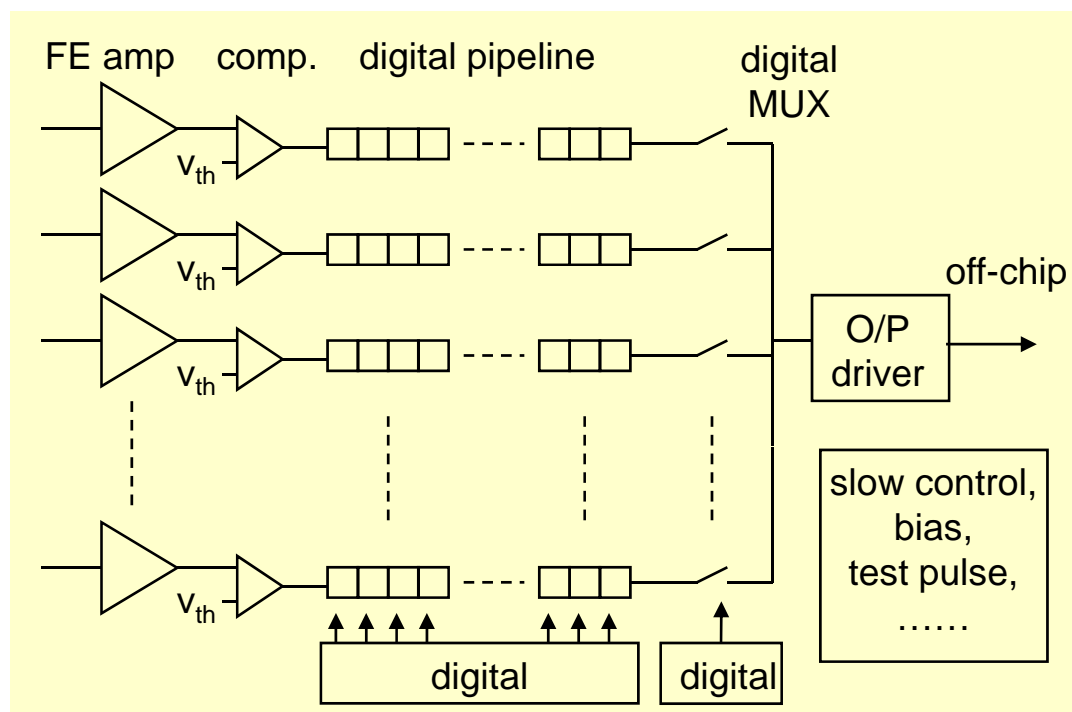 FE amp comp. digital pipeline
digital
MUX
vth
vth
off-chip
O/P
driver
vth
slow control,
bias,
test pulse,
……
vth
digital
digital